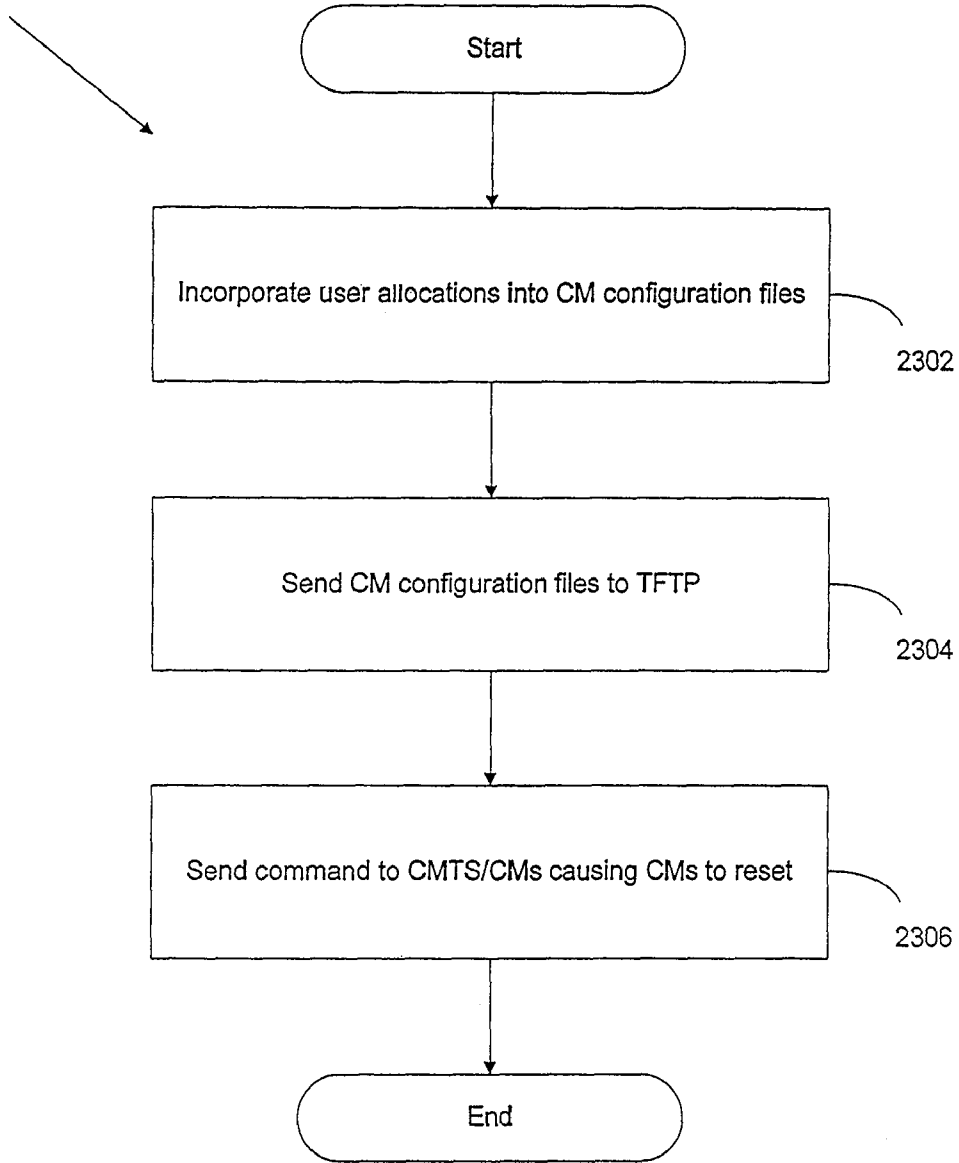 Start
Incorporate user allocations into CM configuration files
2302
Send CM configuration files to TFTP
2304
Send command to CMTS/CMs causing CMs to reset
2306
End